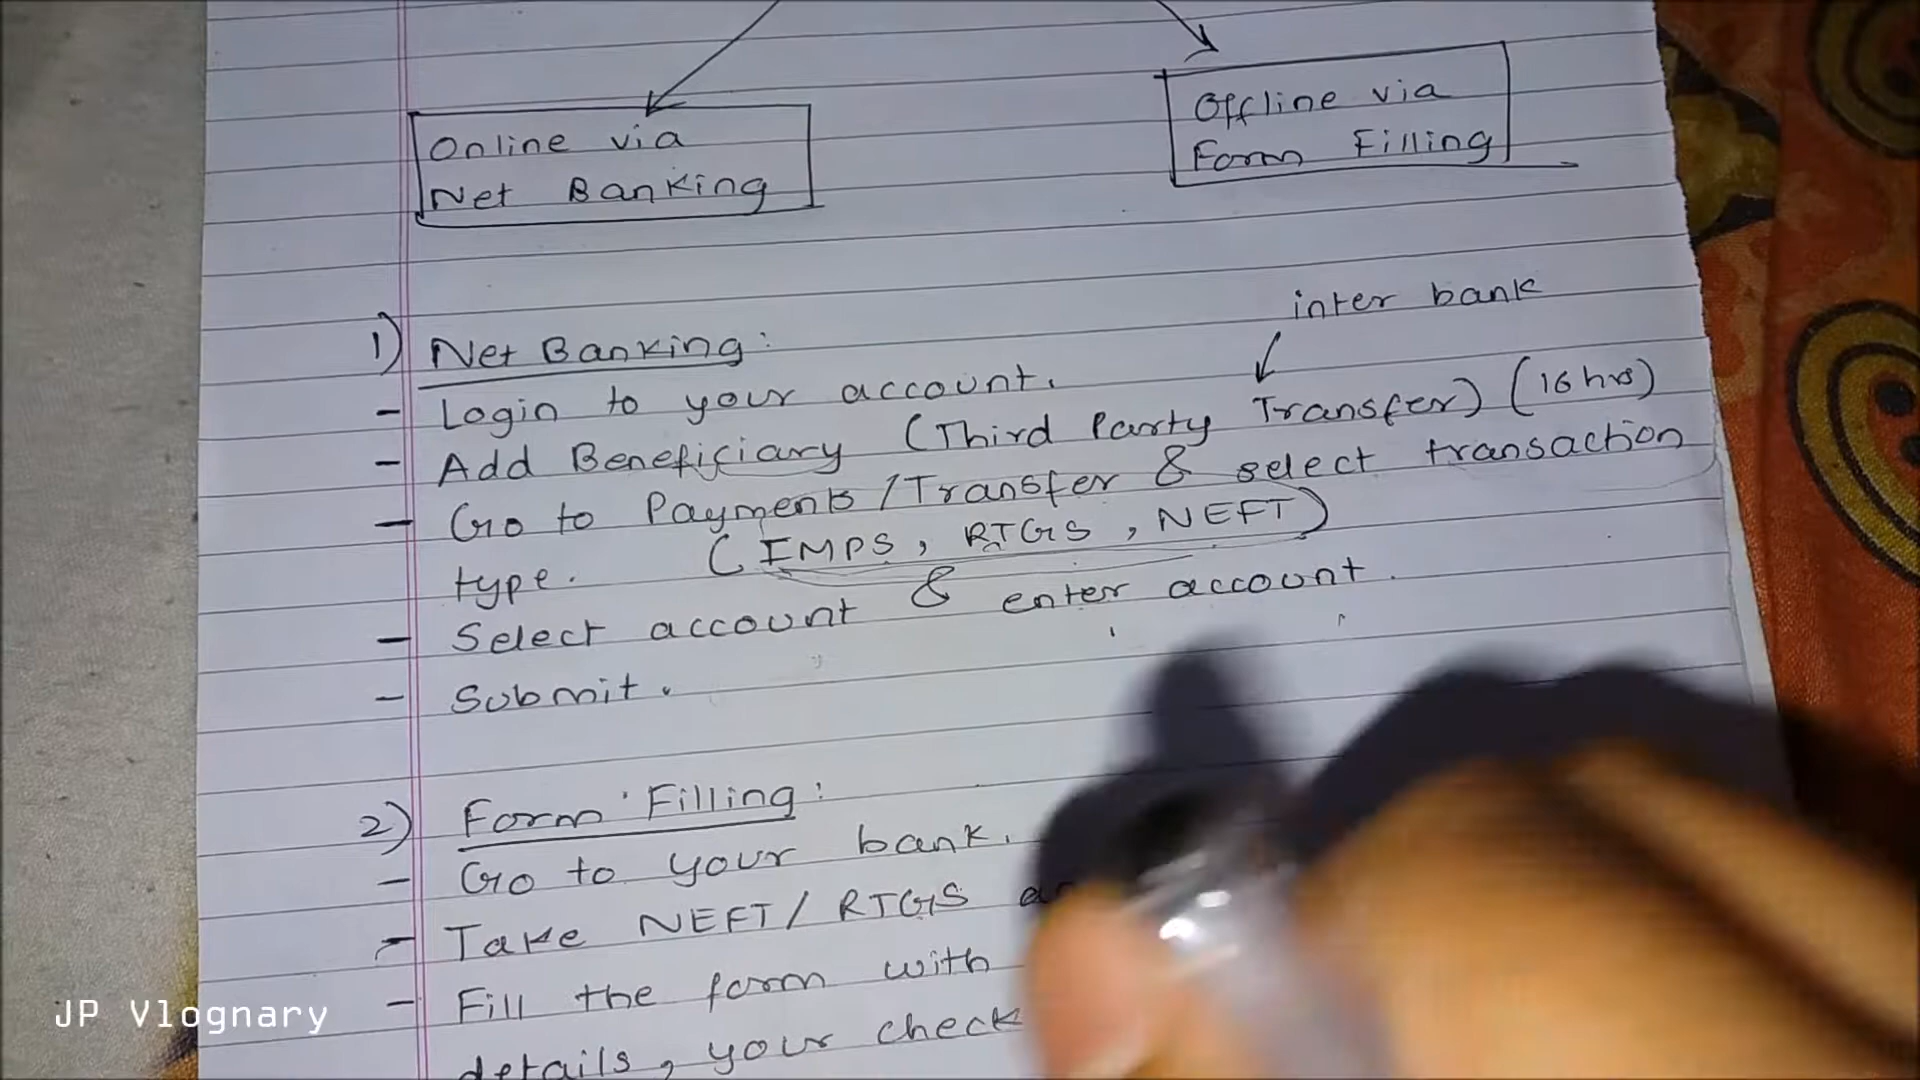 Online via
Net Banking
Offline via
Form Filling
inter bank
1) Net Banking:
- Login to your account.
- Add Beneficiary (Third Party Transfer) (16 hrs)
- Go to Payments/Transfer & select transaction
type. (IMPS, RTGS, NEFT)
- Select account & enter account.
- Submit.
2) Form Filling:
- Go to your bank.
- Take NEFT/RTGS
- Fill the form with
details, your check
JP Vlognary